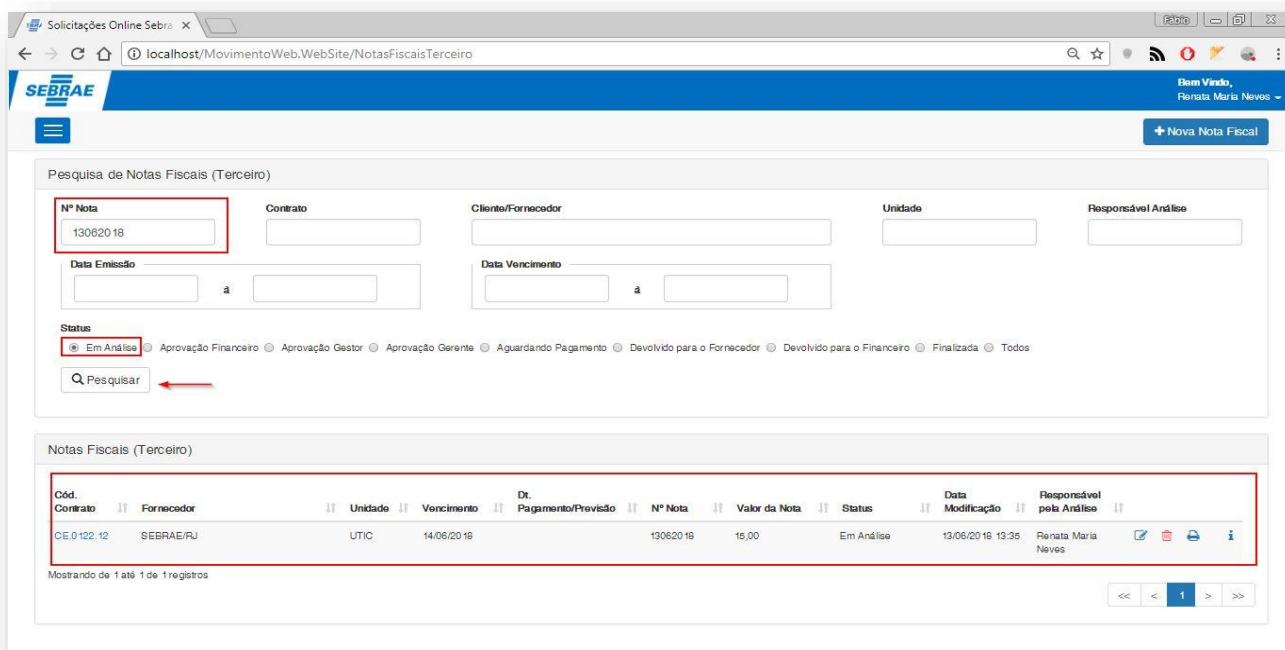 Solicitações Online Sebra
Fabio
localhost/MovimentoWeb.WebSite/NotasFiscaisTerceiro
SEBRAE
Bem Vindo,
Renata Maria Neves
Nova Nota Fiscal
Pesquisa de Notas Fiscais (Terceiro)
Nº Nota Contrato Cliente/Fornecedor Unidade Responsável Análise
13062018
Data Emissão Data Vencimento
a a
Status
Em Análise Aprovação Financeiro Aprovação Gestor Aprovação Gerente Aguardando Pagamento Devolvido para o Fornecedor Devolvido para o Financeiro Finalizada Todos
Pesquisar
Notas Fiscais (Terceiro)
Cód. Contrato Fornecedor Unidade Vencimento Dt. Pagamento/Previsão Nº Nota Valor da Nota Status Data Modificação Responsável pela Análise
CE.0122.12 SEBRAE/RJ UTIC 14/06/2018 13062018 15,00 Em Análise 13/06/2018 13:35 Renata Maria Neves
Mostrando de 1 até 1 de 1 registros
<< < 1 > >>